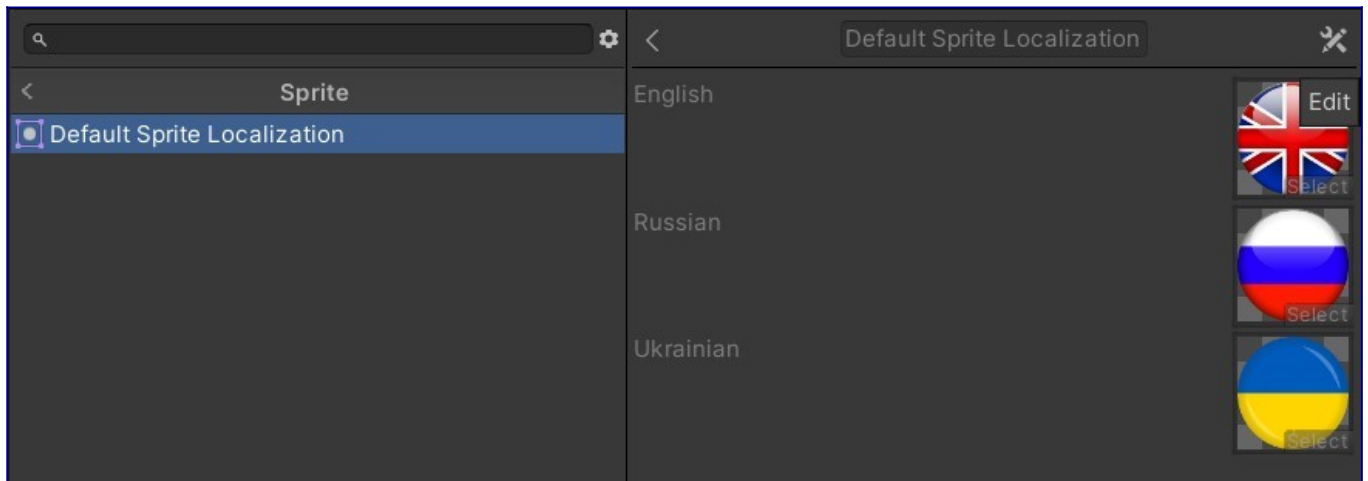 Sprite
Default Sprite Localization
Default Sprite Localization
English
Edit
Select
Russian
Select
Ukrainian
Select